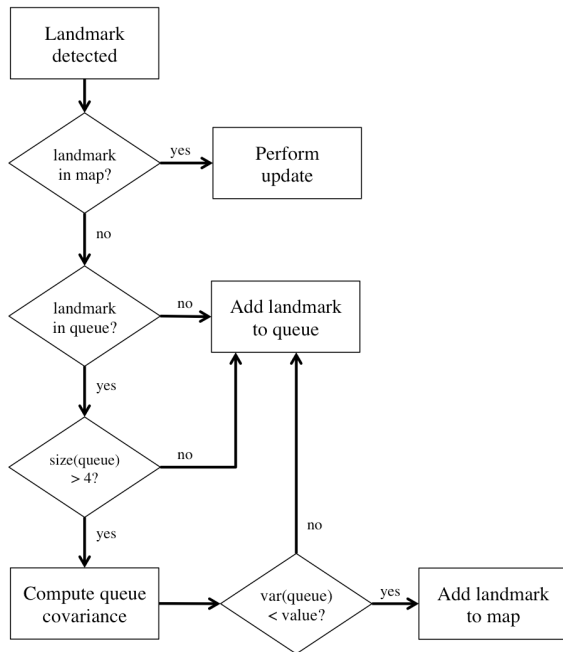 Landmark
detected
landmark
in map?
yes
Perform
update
no
landmark
in queue?
no
Add landmark
to queue
yes
size(queue)
> 4?
no
yes
no
Compute queue
covariance
var(queue)
< value?
yes
Add landmark
to map